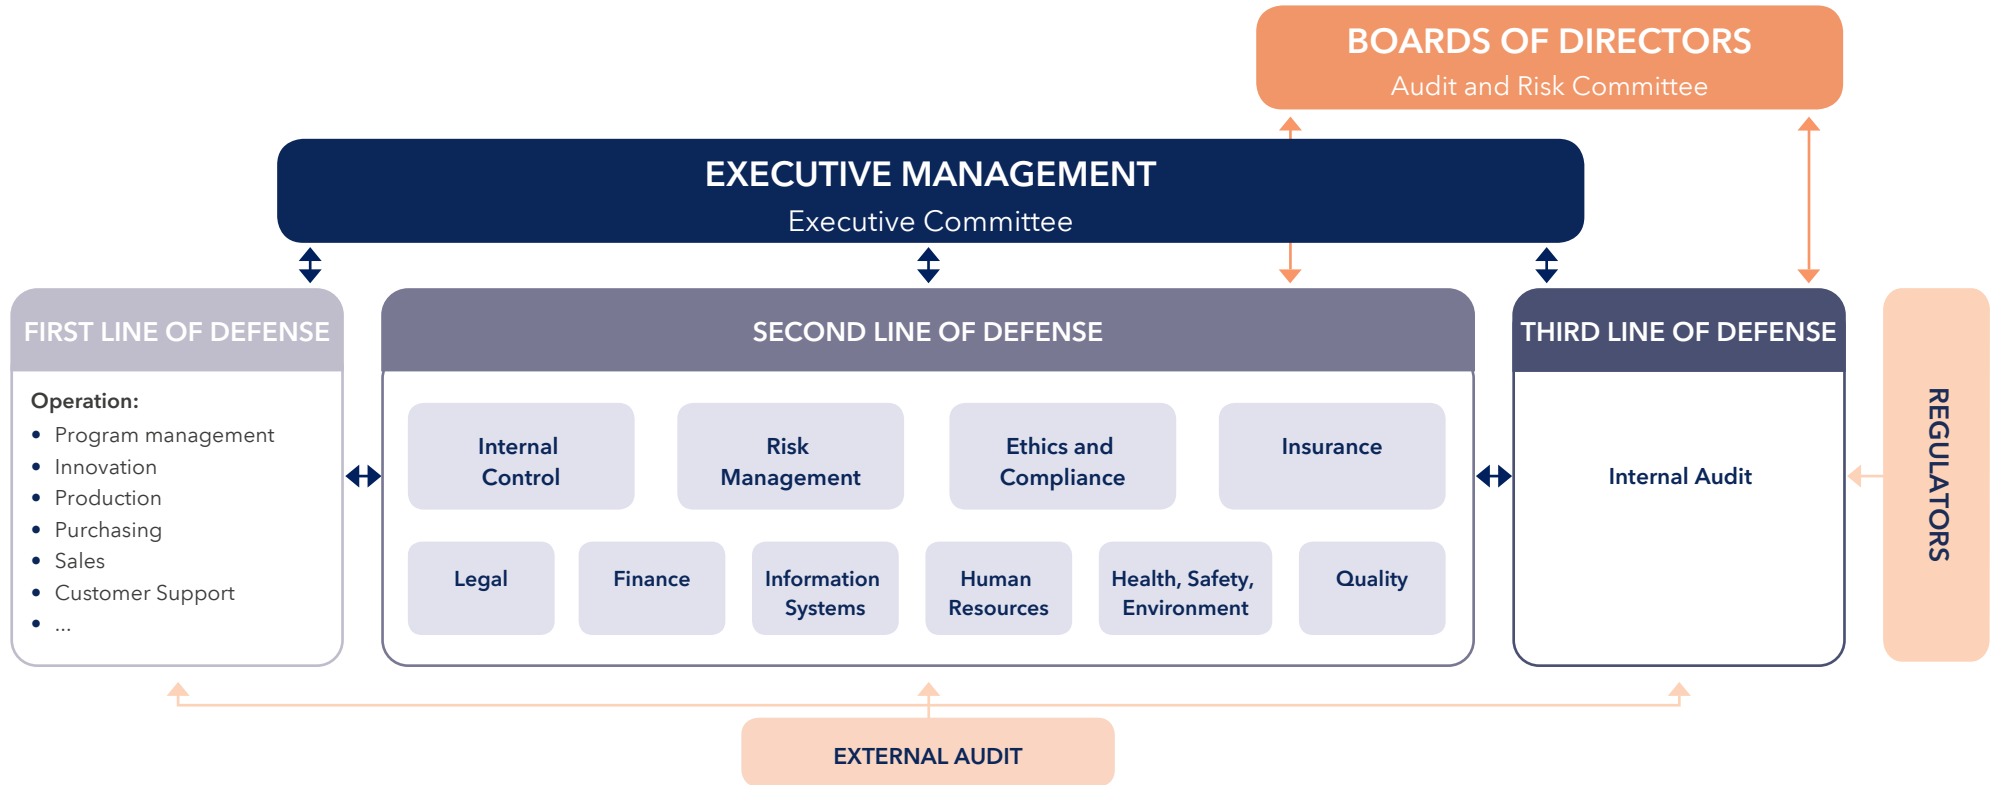 BOARDS OF DIRECTORS
Audit and Risk Committee
EXECUTIVE MANAGEMENT
Executive Committee
FIRST LINE OF DEFENSE
Operation:
• Program management
• Innovation
• Production
• Purchasing
• Sales
• Customer Support
• ...
SECOND LINE OF DEFENSE
Internal
Control
Risk
Management
Ethics and
Compliance
Insurance
Legal
Finance
Information
Systems
Human
Resources
Health, Safety,
Environment
Quality
THIRD LINE OF DEFENSE
Internal Audit
REGULATORS
EXTERNAL AUDIT